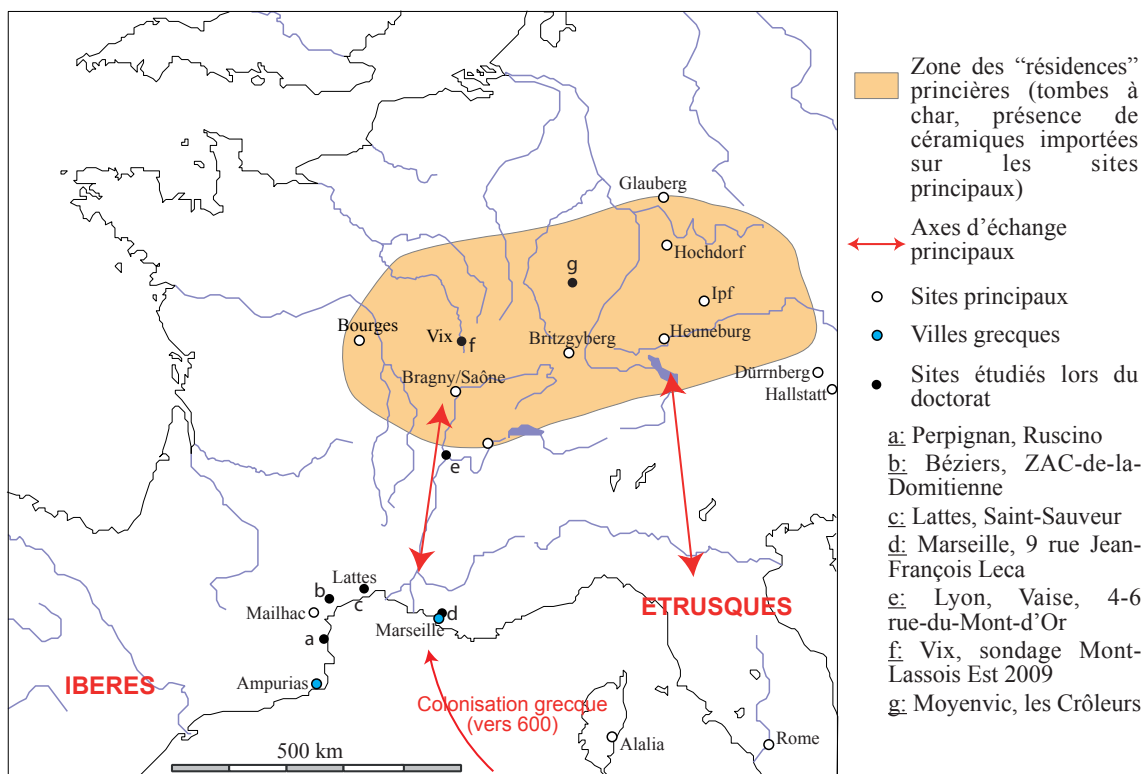 Glauberg
Hochdorf
g
Ipf
Bourges
Vix
f
Britzgyberg
Heuneburg
Bragny/Saône
Dürrnberg
Hallstatt
e
Lattes
b
c
Mailhac
d
Marseille
a
ETRUSQUES
IBERES
Ampurias
Colonisation grecque
(vers 600)
Alalia
Rome
500 km
Zone des “résidences”
princières (tombes à
char, présence de
céramiques importées
sur les sites
principaux)
Axes d’échange
principaux
Sites principaux
Villes grecques
Sites étudiés lors du
doctorat
a: Perpignan, Ruscino
b: Béziers, ZAC-de-la-
Domitienne
c: Lattes, Saint-Sauveur
d: Marseille, 9 rue Jean-
François Leca
e: Lyon, Vaise, 4-6
rue-du-Mont-d’Or
f: Vix, sondage Mont-
Lassois Est 2009
g: Moyenvic, les Crôleurs